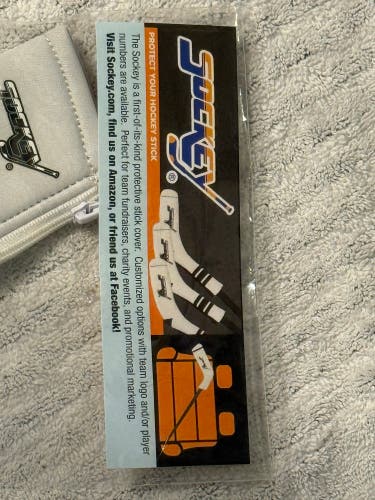 SOCKEY®
PROTECT YOUR HOCKEY STICK
The Sockey is a first-of-its-kind protective stick cover. Customized options with team logo and/or player
numbers are available. Perfect for team fundraisers, charity events, and promotional marketing.
Visit Sockey.com, find us on Amazon, or friend us at Facebook!
SOCKEY®